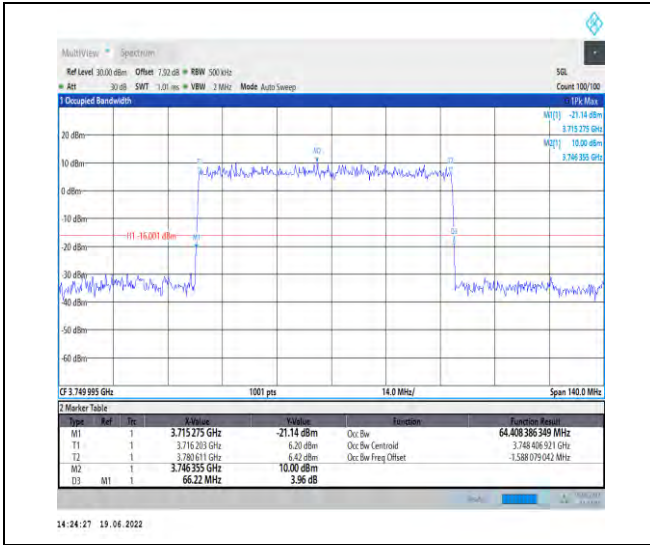 MultiView Spectrum
Ref Level 30.00 dBm Offset 7.92 dB RBW 500 kHz SGL
Att 30 dB SWT 1.01 ms VBW 2 MHz Mode Auto Sweep Count 100/100
1 Occupied Bandwidth 1Pk Max
M1[1] -21.14 dBm
3.715 275 GHz
M2[1] 10.00 dBm
3.746 355 GHz
20 dBm
10 dBm
0 dBm
-10 dBm
-20 dBm
-30 dBm
-40 dBm
-50 dBm
-60 dBm
M2
T1
T2
H1 -16.001 dBm
M1
D3
CF 3.749 995 GHz 1001 pts 14.0 MHz/ Span 140.0 MHz
2 Marker Table
Type Ref Trc X-Value Y-Value Function Function Result
M1 1 3.715 275 GHz -21.14 dBm Occ Bw 64.408 386 349 MHz
T1 1 3.716 203 GHz 6.20 dBm Occ Bw Centroid 3.748 406 921 GHz
T2 1 3.780 611 GHz 6.42 dBm Occ Bw Freq Offset -1.588 079 042 MHz
M2 1 3.746 355 GHz 10.00 dBm
D3 M1 1 66.22 MHz 3.96 dB
14:24:27 19.06.2022